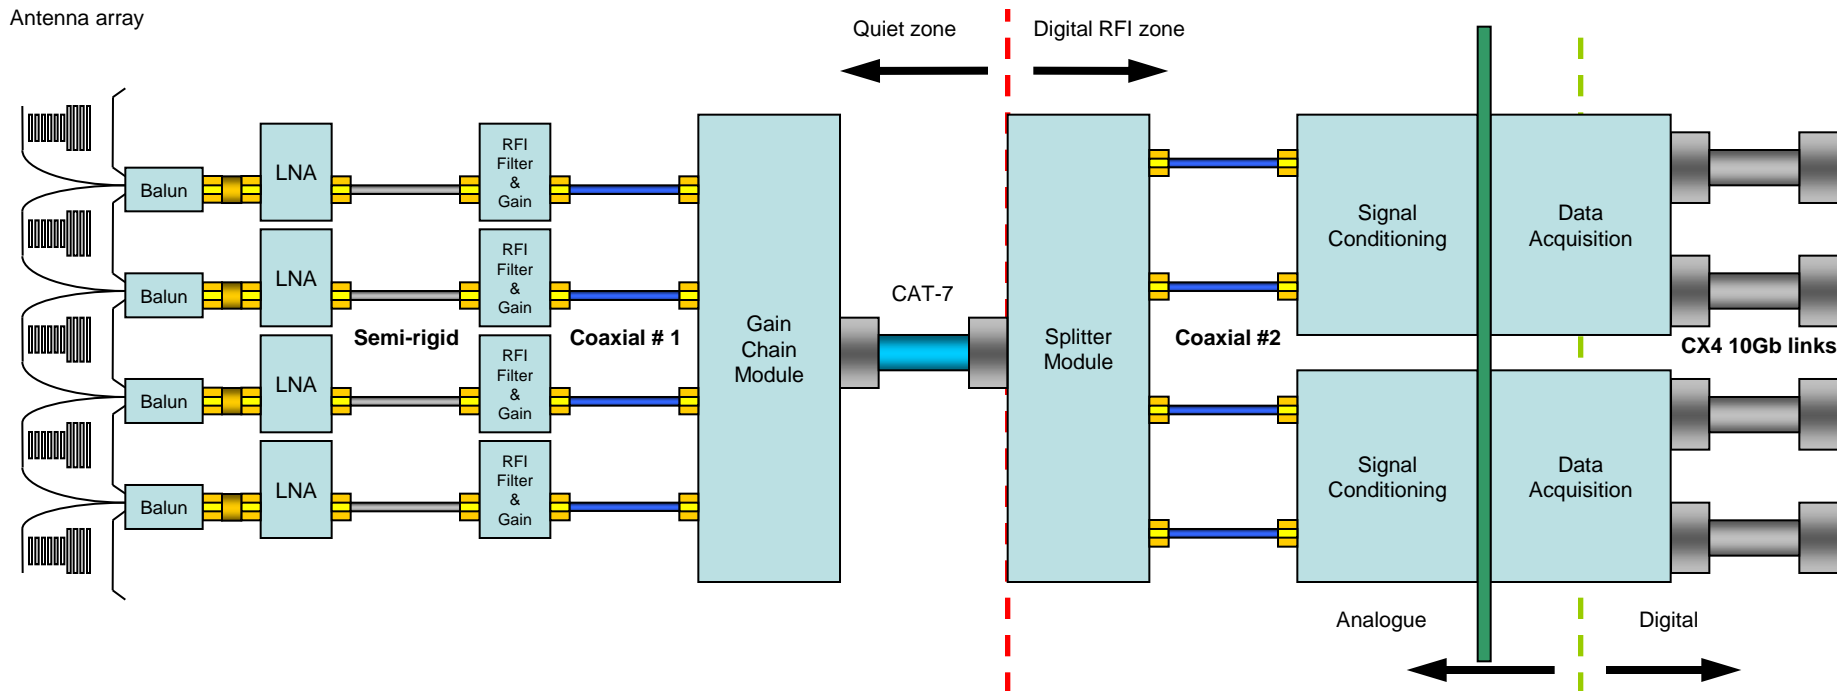 Antenna array
Quiet zone
Digital RFI zone
Balun
LNA
RFI
Filter
&
Gain
Balun
LNA
RFI
Filter
&
Gain
Semi-rigid
Coaxial # 1
Balun
LNA
RFI
Filter
&
Gain
Balun
LNA
RFI
Filter
&
Gain
Gain
Chain
Module
CAT-7
Splitter
Module
Coaxial #2
Signal
Conditioning
Data
Acquisition
CX4 10Gb links
Signal
Conditioning
Data
Acquisition
Analogue
Digital